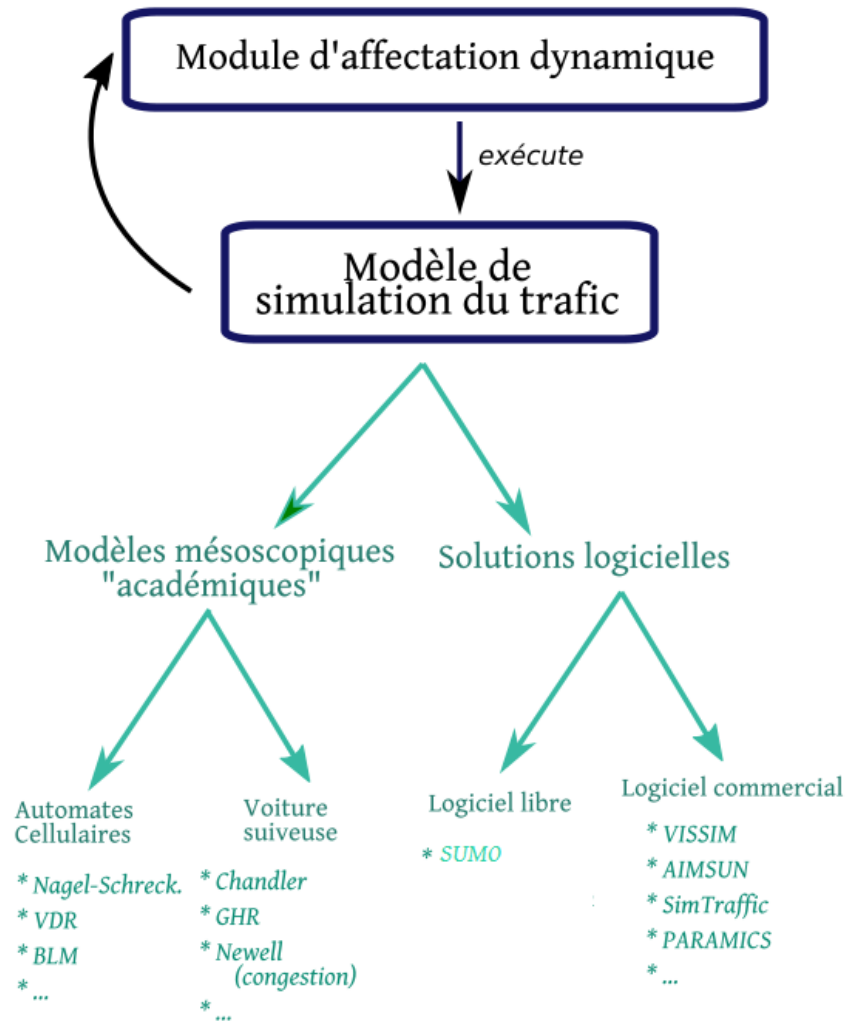 Module d'affectation dynamique
exécute
Modèle de
simulation du trafic
Modèles mésoscopiques
"académiques"
Solutions logicielles
Automates
Cellulaires
* Nagel-Schreck.
* VDR
* BLM
* ...
Voiture
suiveuse
* Chandler
* GHR
* Newell
(congestion)
* ...
Logiciel libre
* SUMO
Logiciel commercial
* VISSIM
* AIMSUN
* SimTraffic
* PARAMICS
* ...